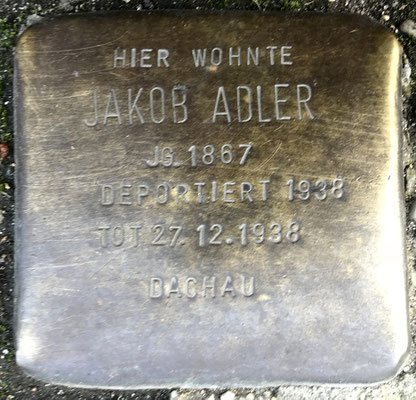 HIER WOHNTE
JAKOB ADLER
JG. 1867
DEPORTIERT 1938
TOT 27. 12. 1938
DACHAU